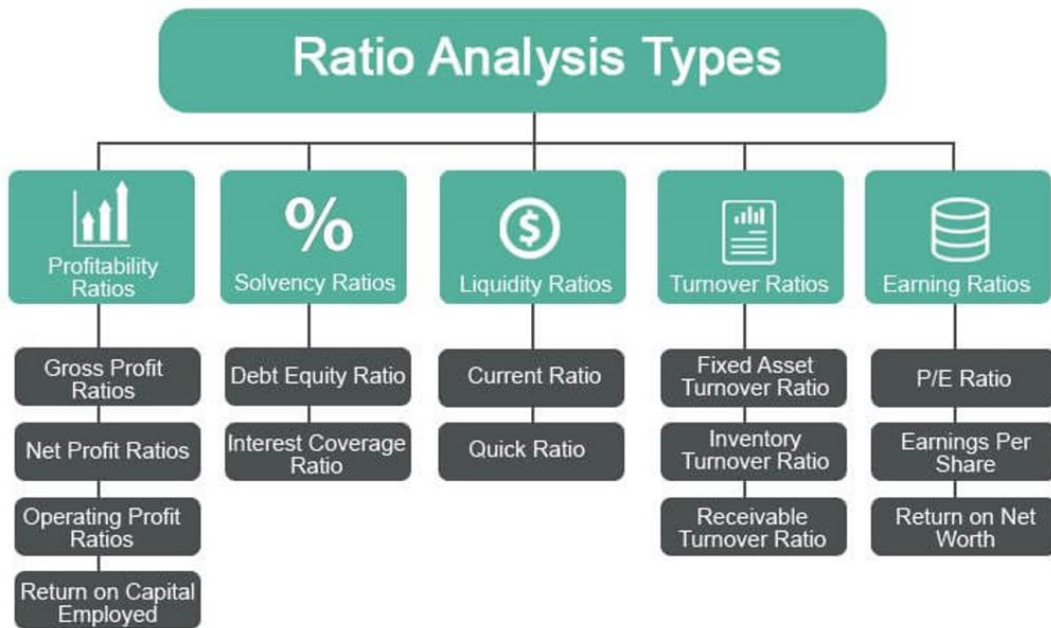 Ratio Analysis Types
Profitability
Ratios
%
Solvency Ratios
$
Liquidity Ratios
Turnover Ratios
Earning Ratios
Gross Profit
Ratios
Net Profit Ratios
Operating Profit
Ratios
Return on Capital
Employed
Debt Equity Ratio
Interest Coverage
Ratio
Current Ratio
Quick Ratio
Fixed Asset
Turnover Ratio
Inventory
Turnover Ratio
Receivable
Turnover Ratio
P/E Ratio
Earnings Per
Share
Return on Net
Worth